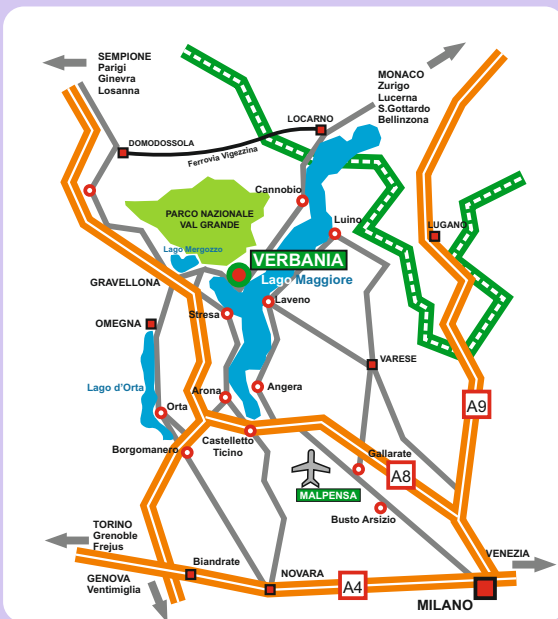 SEMPIONE
Parigi
Ginevra
Losanna
MONACO
Zurigo
Lucerna
S.Gottardo
Bellinzona
LOCARNO
DOMODOSSOLA
Ferrovia Vigezzina
Cannobio
PARCO NAZIONALE
VAL GRANDE
Luino
LUGANO
Lago Mergozzo
VERBANIA
Lago Maggiore
GRAVELLONA
Laveno
Stresa
OMEGNA
VARESE
Lago d'Orta
Arona
Angera
Orta
A9
Castelletto
Ticino
Borgomanero
Gallarate
A8
MALPENSA
Busto Arsizio
TORINO
Grenoble
Frejus
VENEZIA
Biandrate
NOVARA
GENOVA
Ventimiglia
A4
MILANO